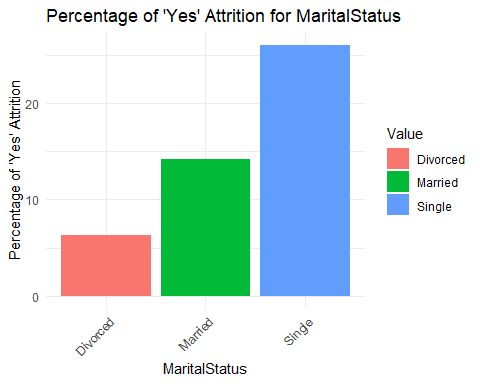 Percentage of 'Yes' Attrition for MaritalStatus
Percentage of 'Yes' Attrition
20
10
0
Divorced
Married
Single
MaritalStatus
Value
Divorced
Married
Single